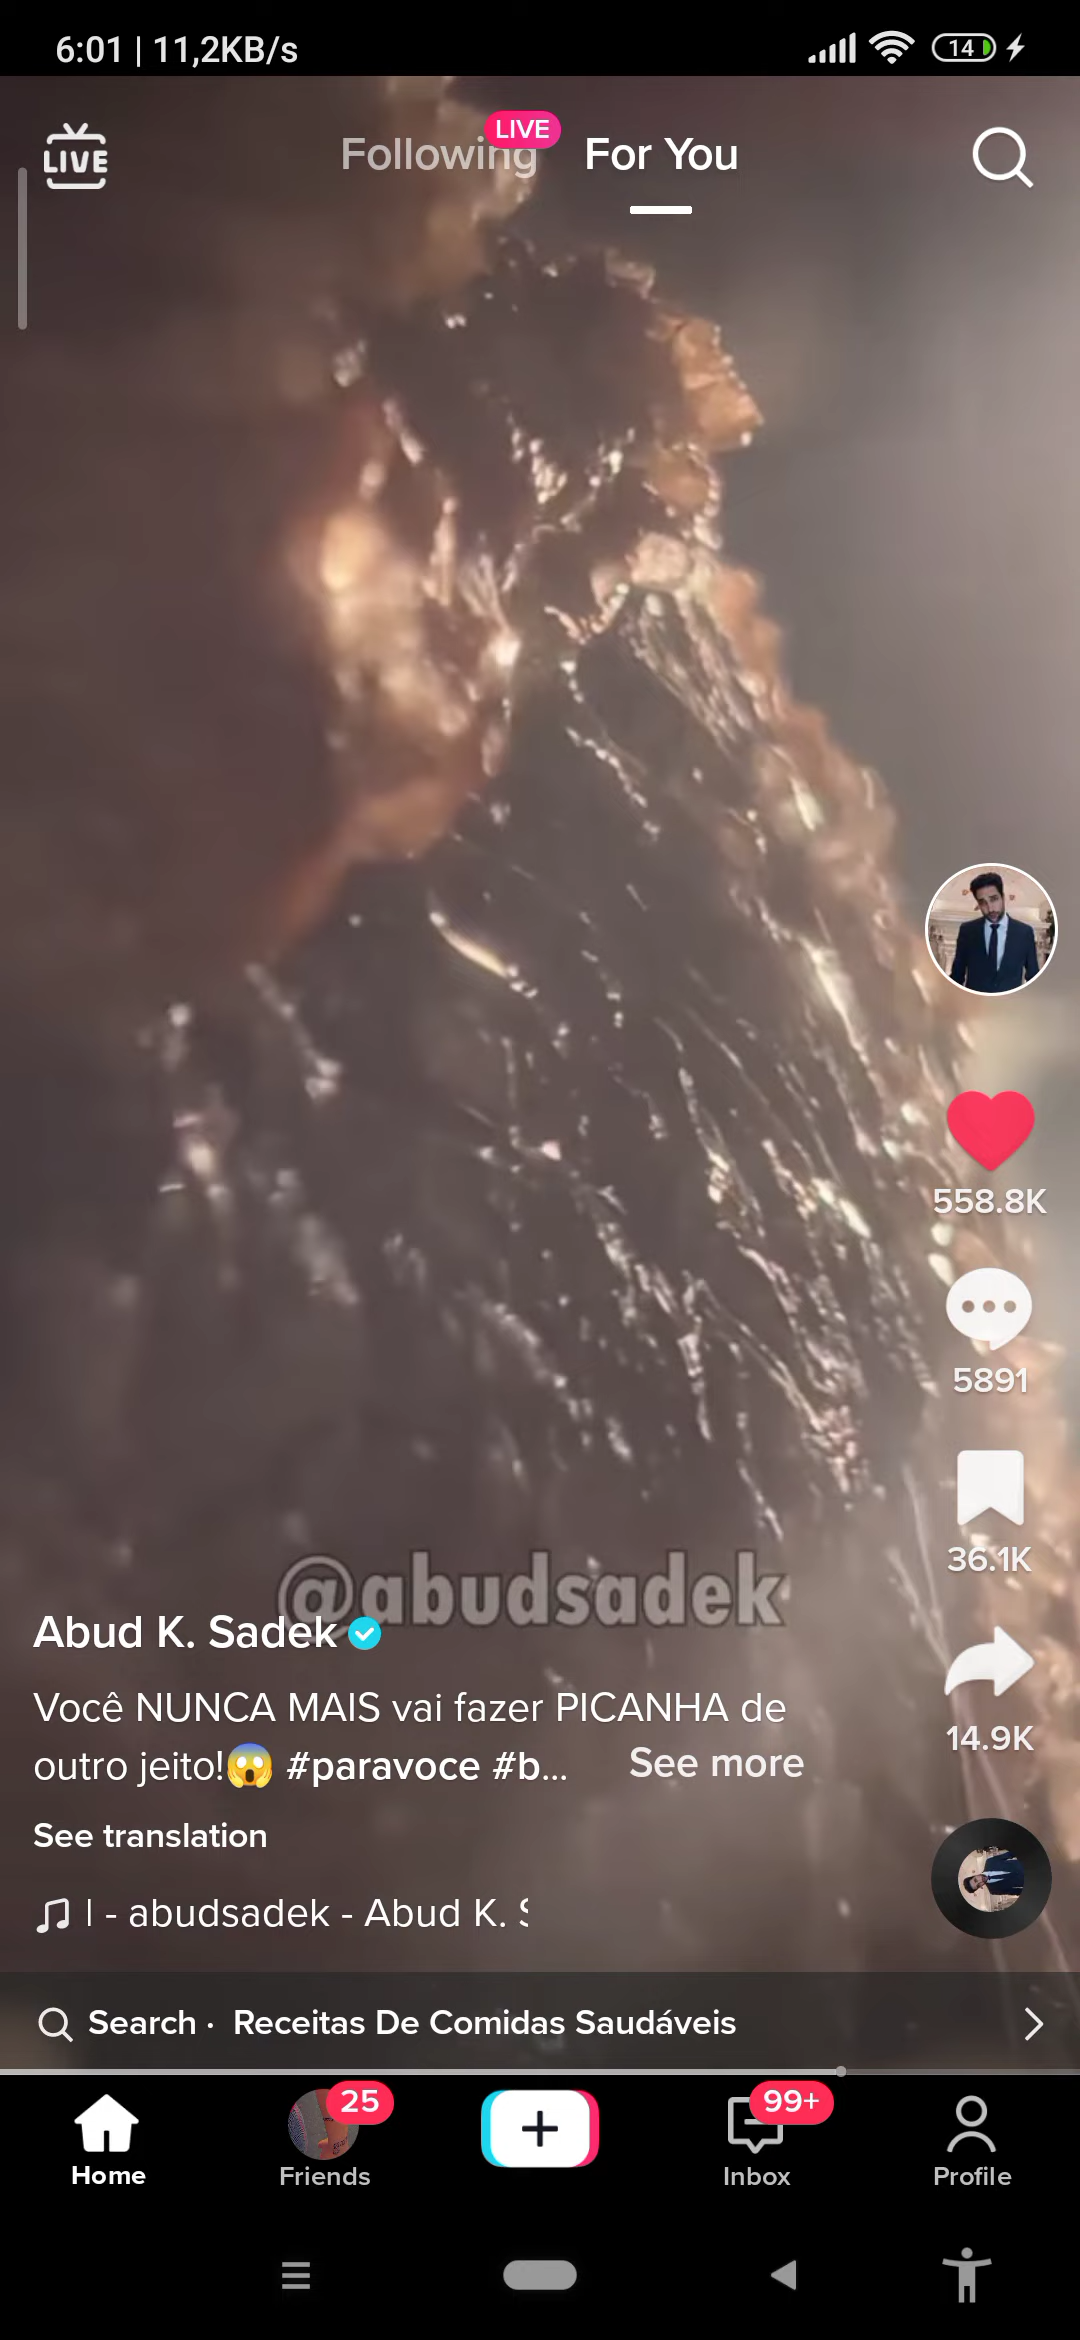 6:01 | 11,2KB/s
14
LIVE
Following
LIVE
For You
558.8K
5891
36.1K
14.9K
@abudsadek
Abud K. Sadek
Você NUNCA MAIS vai fazer PICANHA de
outro jeito!😱 #paravoce #b... See more
See translation
l - abudsadek - Abud K. S
Search · Receitas De Comidas Saudáveis
25
99+
Home
Friends
Inbox
Profile